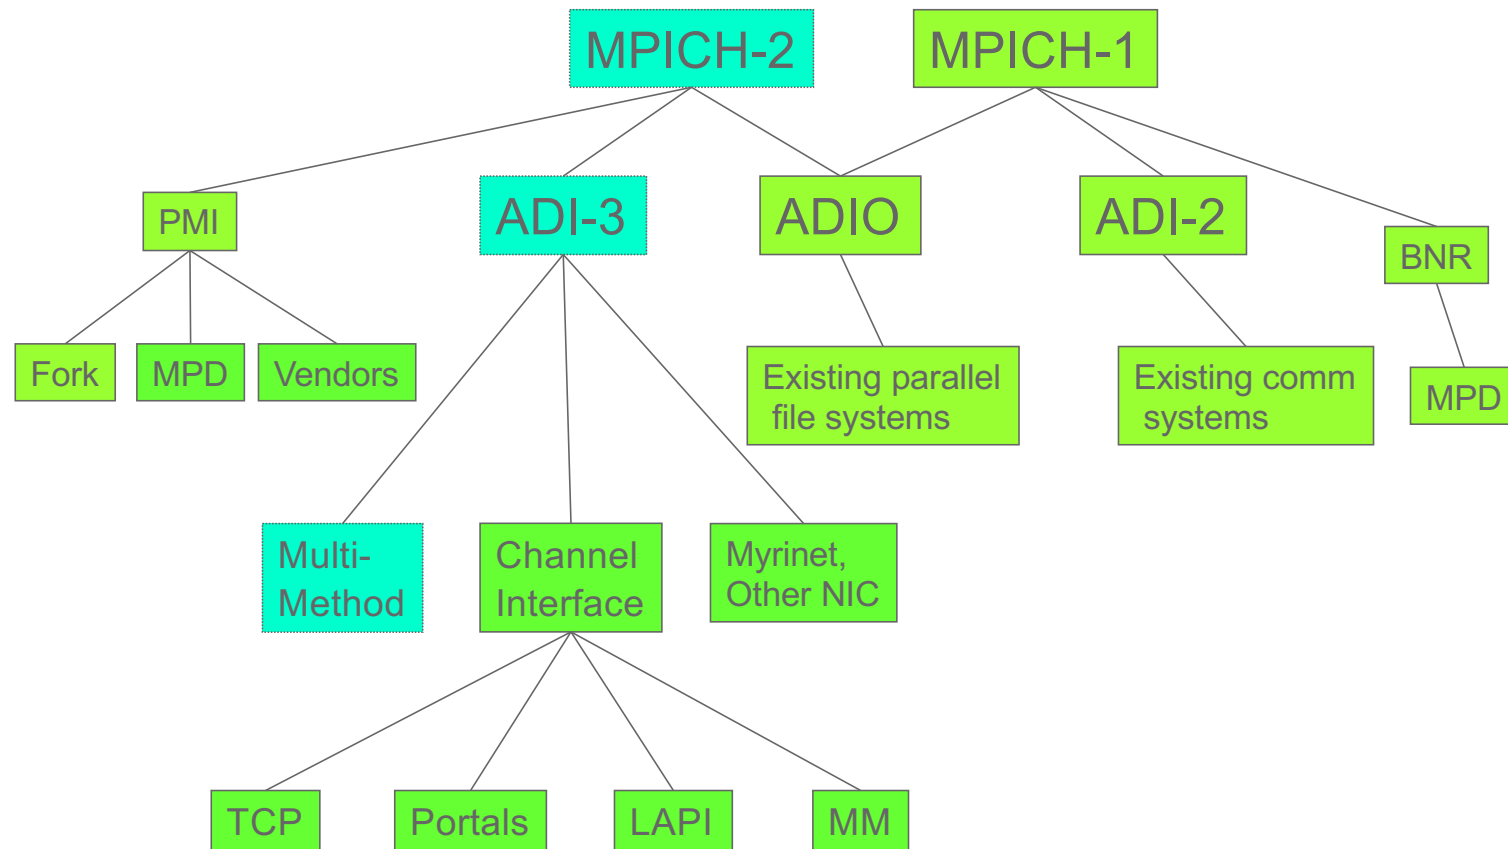 MPICH-2
MPICH-1
PMI
ADI-3
ADIO
ADI-2
BNR
Fork
MPD
Vendors
Existing parallel
file systems
Existing comm
systems
MPD
Multi-
Method
Channel
Interface
Myrinet,
Other NIC
TCP
Portals
LAPI
MM